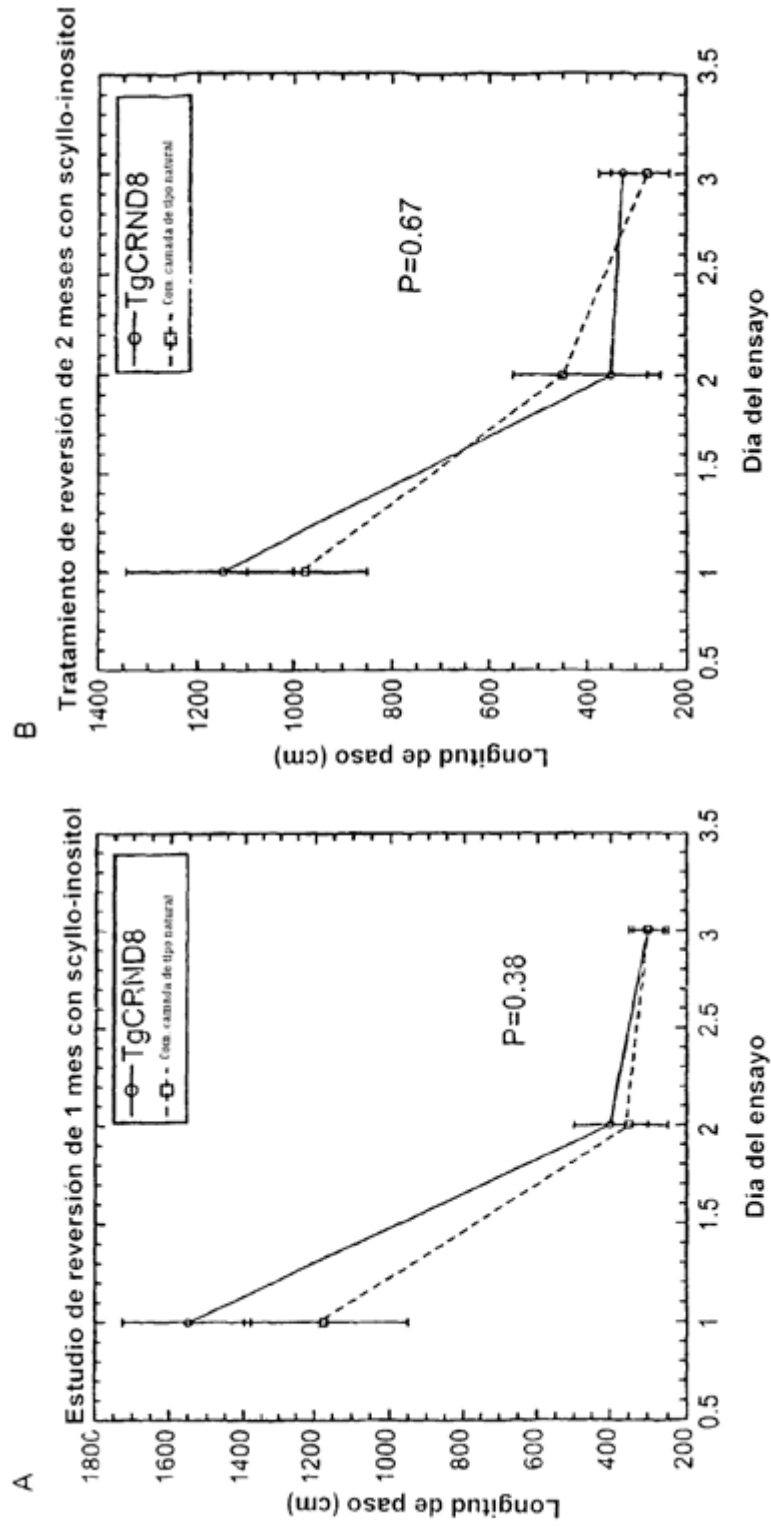 A
Estudio de reversión de 1 mes con scyllo-inositol
TgCRND8
Com. camada de tipo natural
P=0.38
1800
1600
1400
1200
1000
800
600
400
200
Longitud de paso (cm)
0.5
1
1.5
2
2.5
3
3.5
Dia del ensayo
B
Tratamiento de reversión de 2 meses con scyllo-inositol
TgCRND8
Com. camada de tipo natural
P=0.67
1400
1200
1000
800
600
400
200
Longitud de paso (cm)
0.5
1
1.5
2
2.5
3
3.5
Dia del ensayo